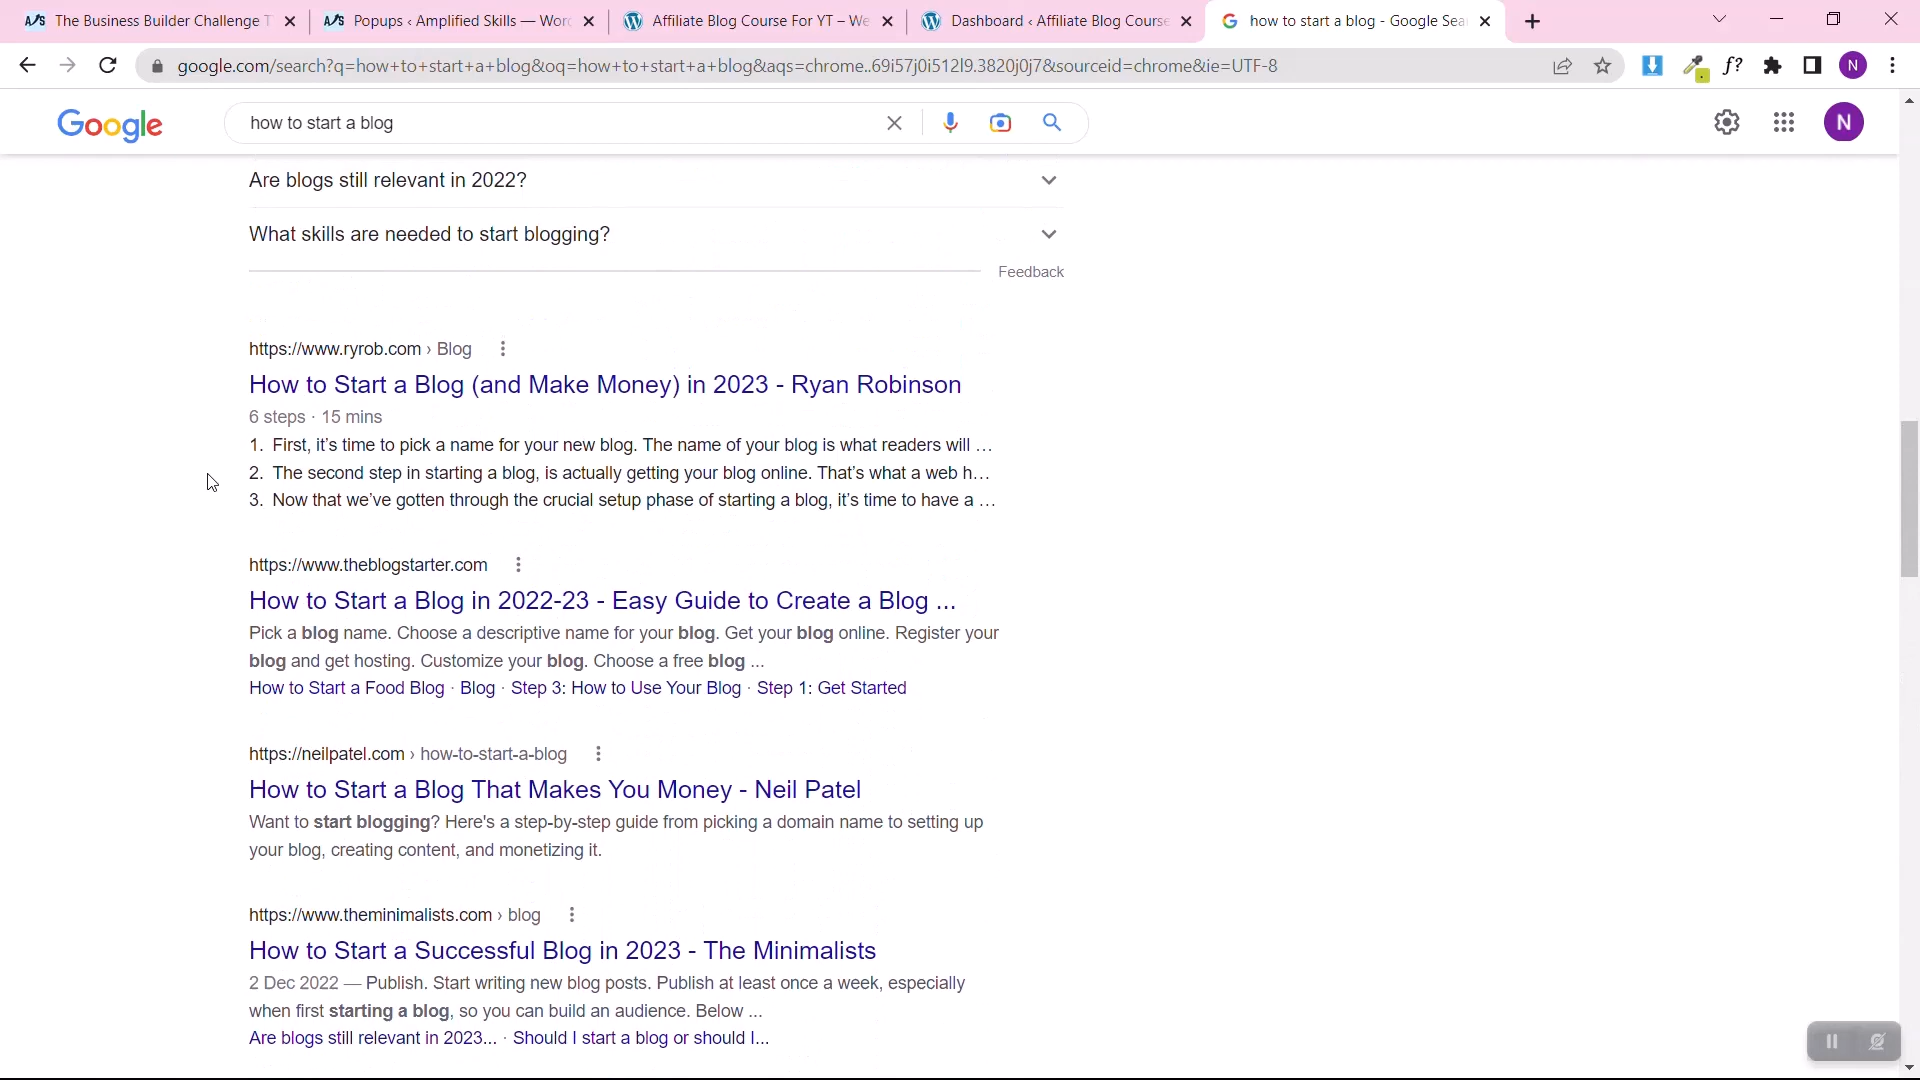 The Business Builder Challenge T
Popups ‹ Amplified Skills — Wor
Affiliate Blog Course For YT – We
Dashboard ‹ Affiliate Blog Course
how to start a blog - Google Sea
google.com/search?q=how+to+start+a+blog&oq=how+to+start+a+blog&aqs=chrome..69i57j0i512l9.3820j0j7&sourceid=chrome&ie=UTF-8
f?
N
Google
how to start a blog
N
Are blogs still relevant in 2022?
What skills are needed to start blogging?
Feedback
https://www.ryrob.com › Blog
How to Start a Blog (and Make Money) in 2023 - Ryan Robinson
6 steps · 15 mins
1. First, it's time to pick a name for your new blog. The name of your blog is what readers will ...
2. The second step in starting a blog, is actually getting your blog online. That's what a web h...
3. Now that we've gotten through the crucial setup phase of starting a blog, it's time to have a ...
https://www.theblogstarter.com
How to Start a Blog in 2022-23 - Easy Guide to Create a Blog ...
Pick a blog name. Choose a descriptive name for your blog. Get your blog online. Register your
blog and get hosting. Customize your blog. Choose a free blog ...
How to Start a Food Blog · Blog · Step 3: How to Use Your Blog · Step 1: Get Started
https://neilpatel.com › how-to-start-a-blog
How to Start a Blog That Makes You Money - Neil Patel
Want to start blogging? Here's a step-by-step guide from picking a domain name to setting up
your blog, creating content, and monetizing it.
https://www.theminimalists.com › blog
How to Start a Successful Blog in 2023 - The Minimalists
2 Dec 2022 — Publish. Start writing new blog posts. Publish at least once a week, especially
when first starting a blog, so you can build an audience. Below ...
Are blogs still relevant in 2023... · Should I start a blog or should I...